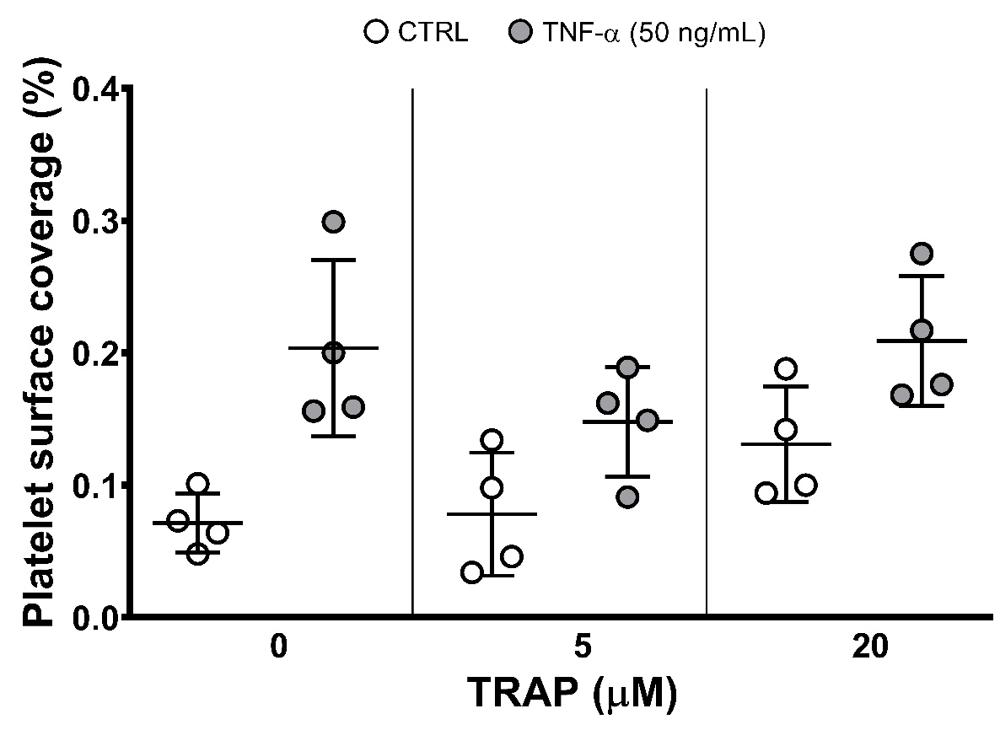 CTRL TNF-α (50 ng/mL)
Platelet surface coverage (%)
0.4
0.3
0.2
0.1
0.0
0 5 20
TRAP (μM)